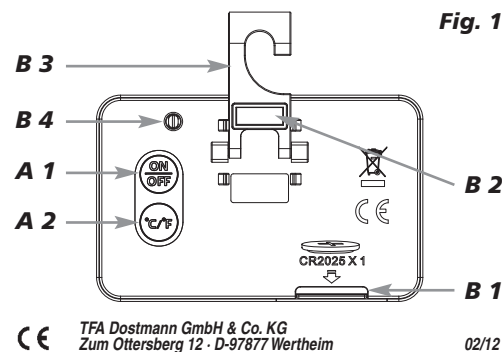 Fig. 1
B 3
B 4
A 1
ON
OFF
A 2
°C/°F
B 2
CE
CR2025 X 1
B 1
CE
TFA Dostmann GmbH & Co. KG
Zum Ottersberg 12 · D-97877 Wertheim
02/12